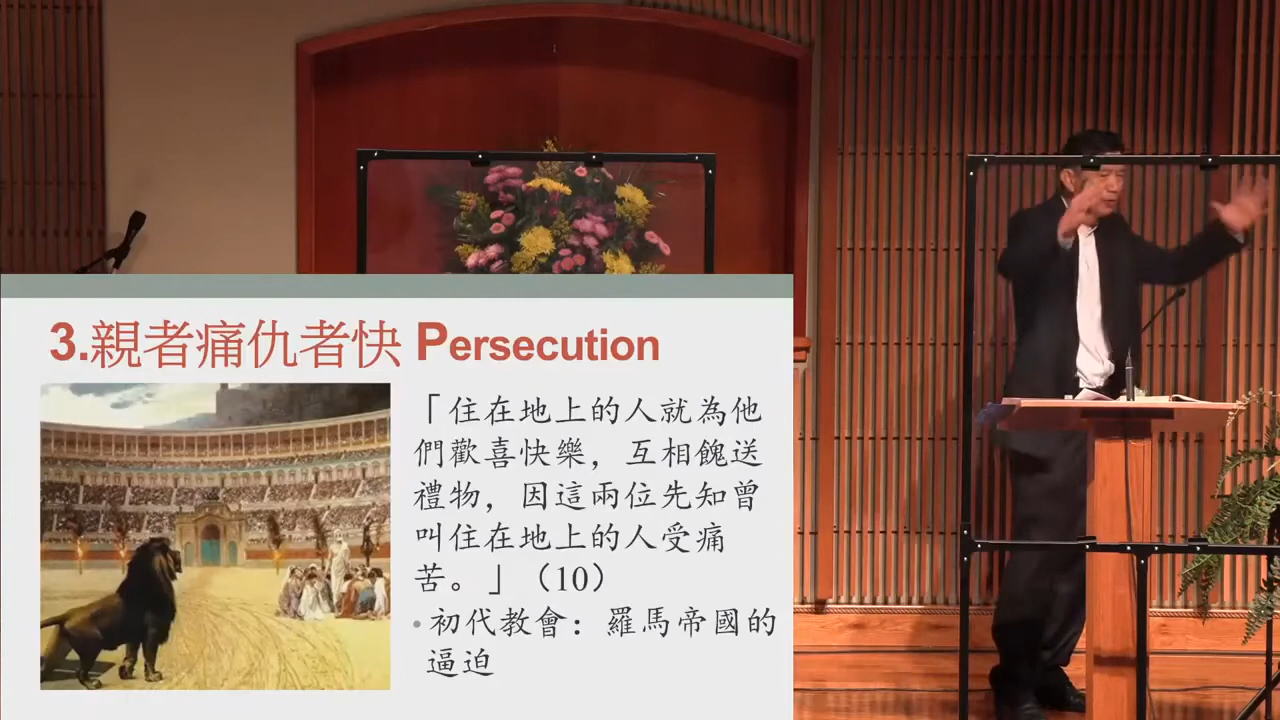 3.親者痛仇者快 Persecution
「住在地上的人就為他
們歡喜快樂，互相餽送
禮物，因這兩位先知曾
叫住在地上的人受痛
苦。」（10）
•初代教會：羅馬帝國的
逼迫